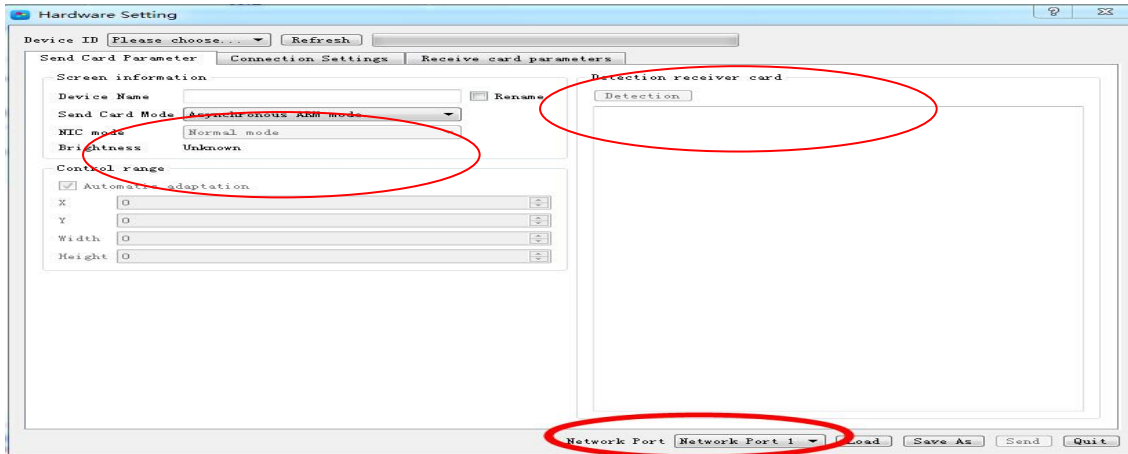 Hardware Setting
Device ID Please choose... Refresh
Send Card Parameter Connection Settings Receive card parameters
Screen information
Device Name Rename
Send Card Mode Asynchronous ARM mode
NIC mode Normal mode
Brightness Unknown
Control range
Automatic adaptation
X 0
Y 0
Width 0
Height 0
Detection receiver card
Detection
Network Port Network Port 1 Load Save As Send Quit